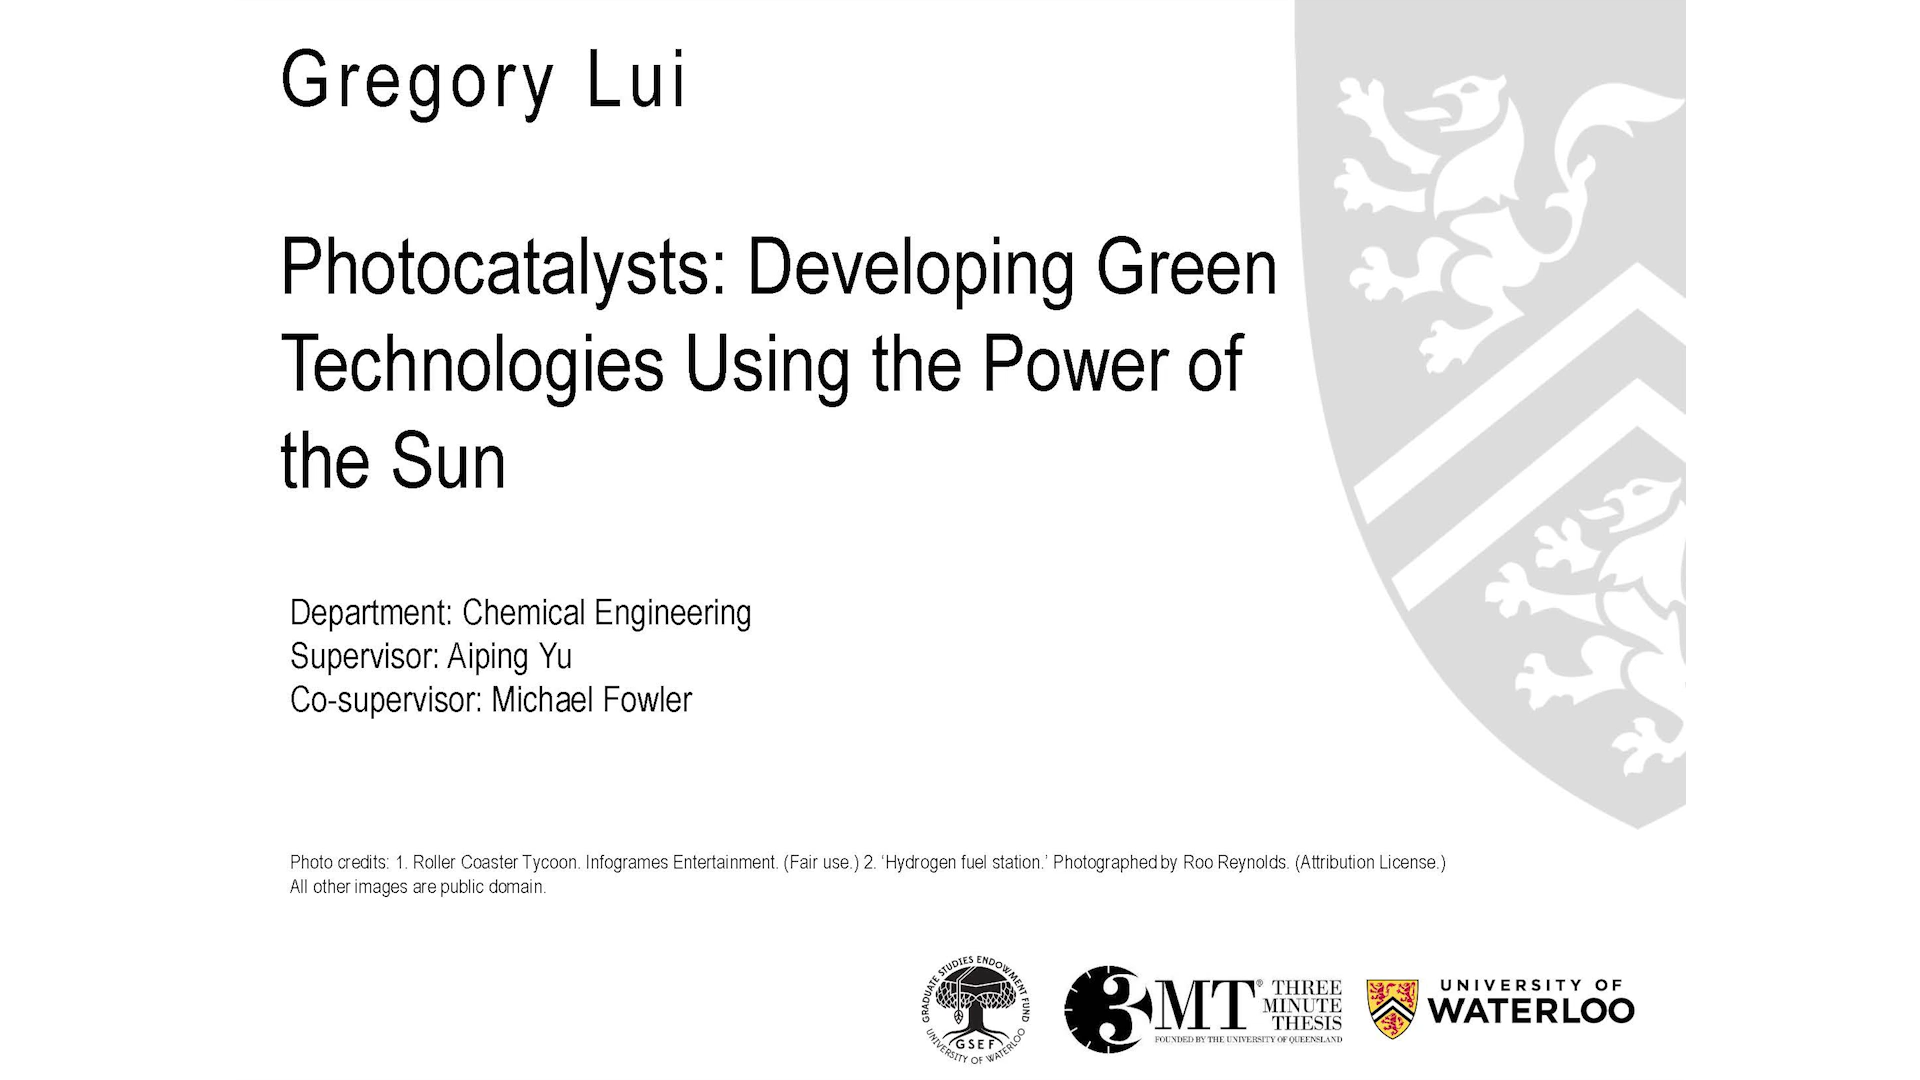 Gregory Lui
Photocatalysts: Developing Green
Technologies Using the Power of
the Sun
Department: Chemical Engineering
Supervisor: Aiping Yu
Co-supervisor: Michael Fowler
Photo credits: 1. Roller Coaster Tycoon. Infogrames Entertainment. (Fair use.) 2. ‘Hydrogen fuel station.’ Photographed by Roo Reynolds. (Attribution License.)
All other images are public domain.
GRADUATE STUDIES ENDOWMENT FUND
GSEF
UNIVERSITY OF WATERLOO
3MT® THREE
MINUTE
THESIS
FOUNDED BY THE UNIVERSITY OF QUEENSLAND
UNIVERSITY OF
WATERLOO